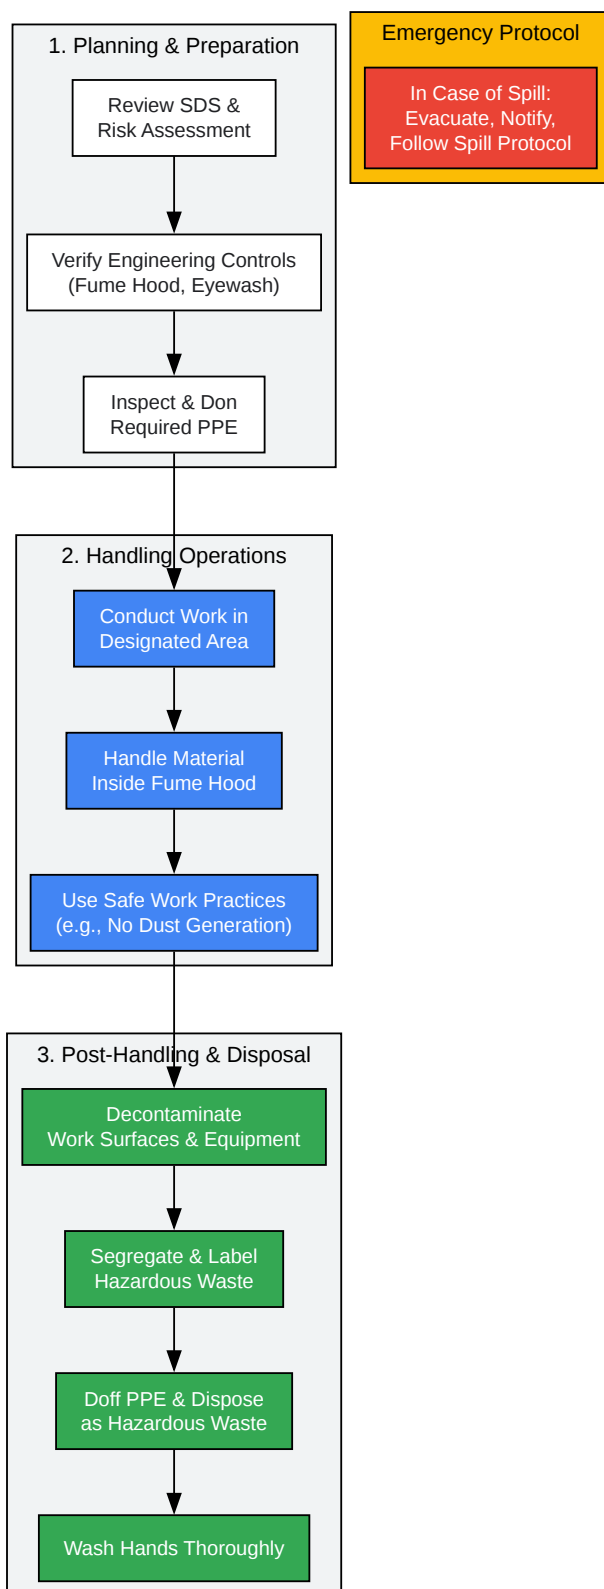 1. Planning & Preparation
Review SDS &
Risk Assessment
Verify Engineering Controls
(Fume Hood, Eyewash)
Inspect & Don
Required PPE
Emergency Protocol
In Case of Spill:
Evacuate, Notify,
Follow Spill Protocol
2. Handling Operations
Conduct Work in
Designated Area
Handle Material
Inside Fume Hood
Use Safe Work Practices
(e.g., No Dust Generation)
3. Post-Handling & Disposal
Decontaminate
Work Surfaces & Equipment
Segregate & Label
Hazardous Waste
Doff PPE & Dispose
as Hazardous Waste
Wash Hands Thoroughly